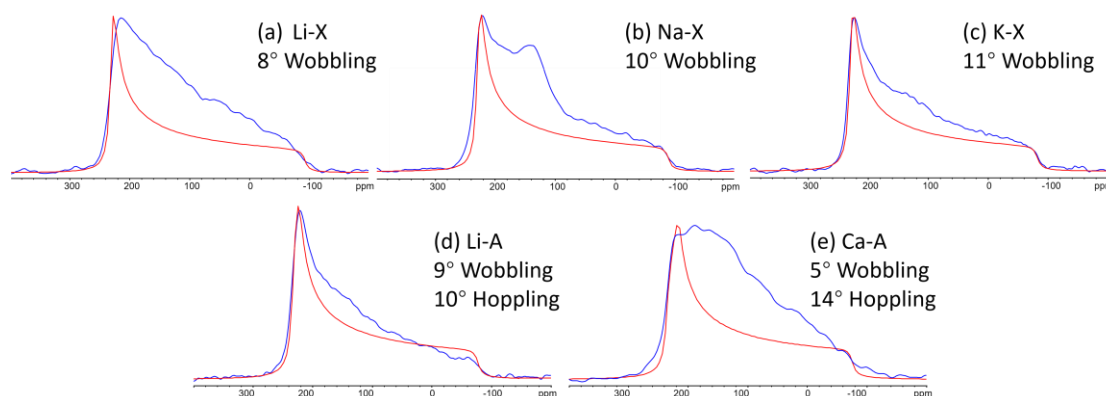 (a) Li-X
8° Wobbling
300 200 100 0 -100 ppm
(b) Na-X
10° Wobbling
300 200 100 0 -100 ppm
(c) K-X
11° Wobbling
300 200 100 0 -100 ppm
(d) Li-A
9° Wobbling
10° Hoppling
300 200 100 0 -100 ppm
(e) Ca-A
5° Wobbling
14° Hoppling
300 200 100 0 -100 ppm